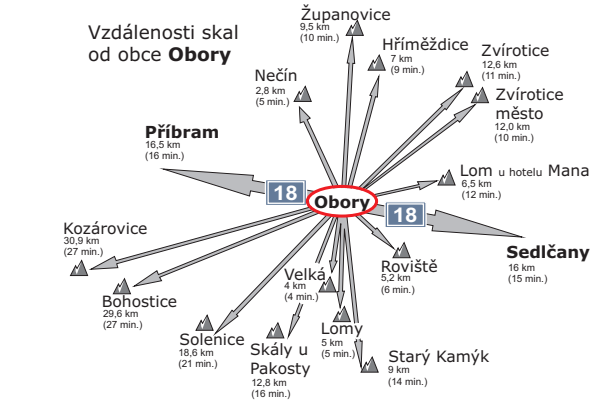 Vzdálenosti skal
od obce Obory
Županovice
9,5 km
(10 min.)
Hříměždice
7 km
(9 min.)
Zvírotice
12,6 km
(11 min.)
Zvírotice
město
12,0 km
(10 min.)
Nečín
2,8 km
(5 min.)
Příbram
16,5 km
(16 min.)
Lom u hotelu Mana
6,5 km
(12 min.)
18
Obory
18
Kozárovice
30,9 km
(27 min.)
Sedlčany
16 km
(15 min.)
Roviště
5,2 km
(6 min.)
Velká
4 km
(4 min.)
Bohostice
29,6 km
(27 min.)
Solenice
18,6 km
(21 min.)
Lomy
5 km
(5 min.)
Skály u
Pakosty
12,8 km
(16 min.)
Starý Kamýk
9 km
(14 min.)